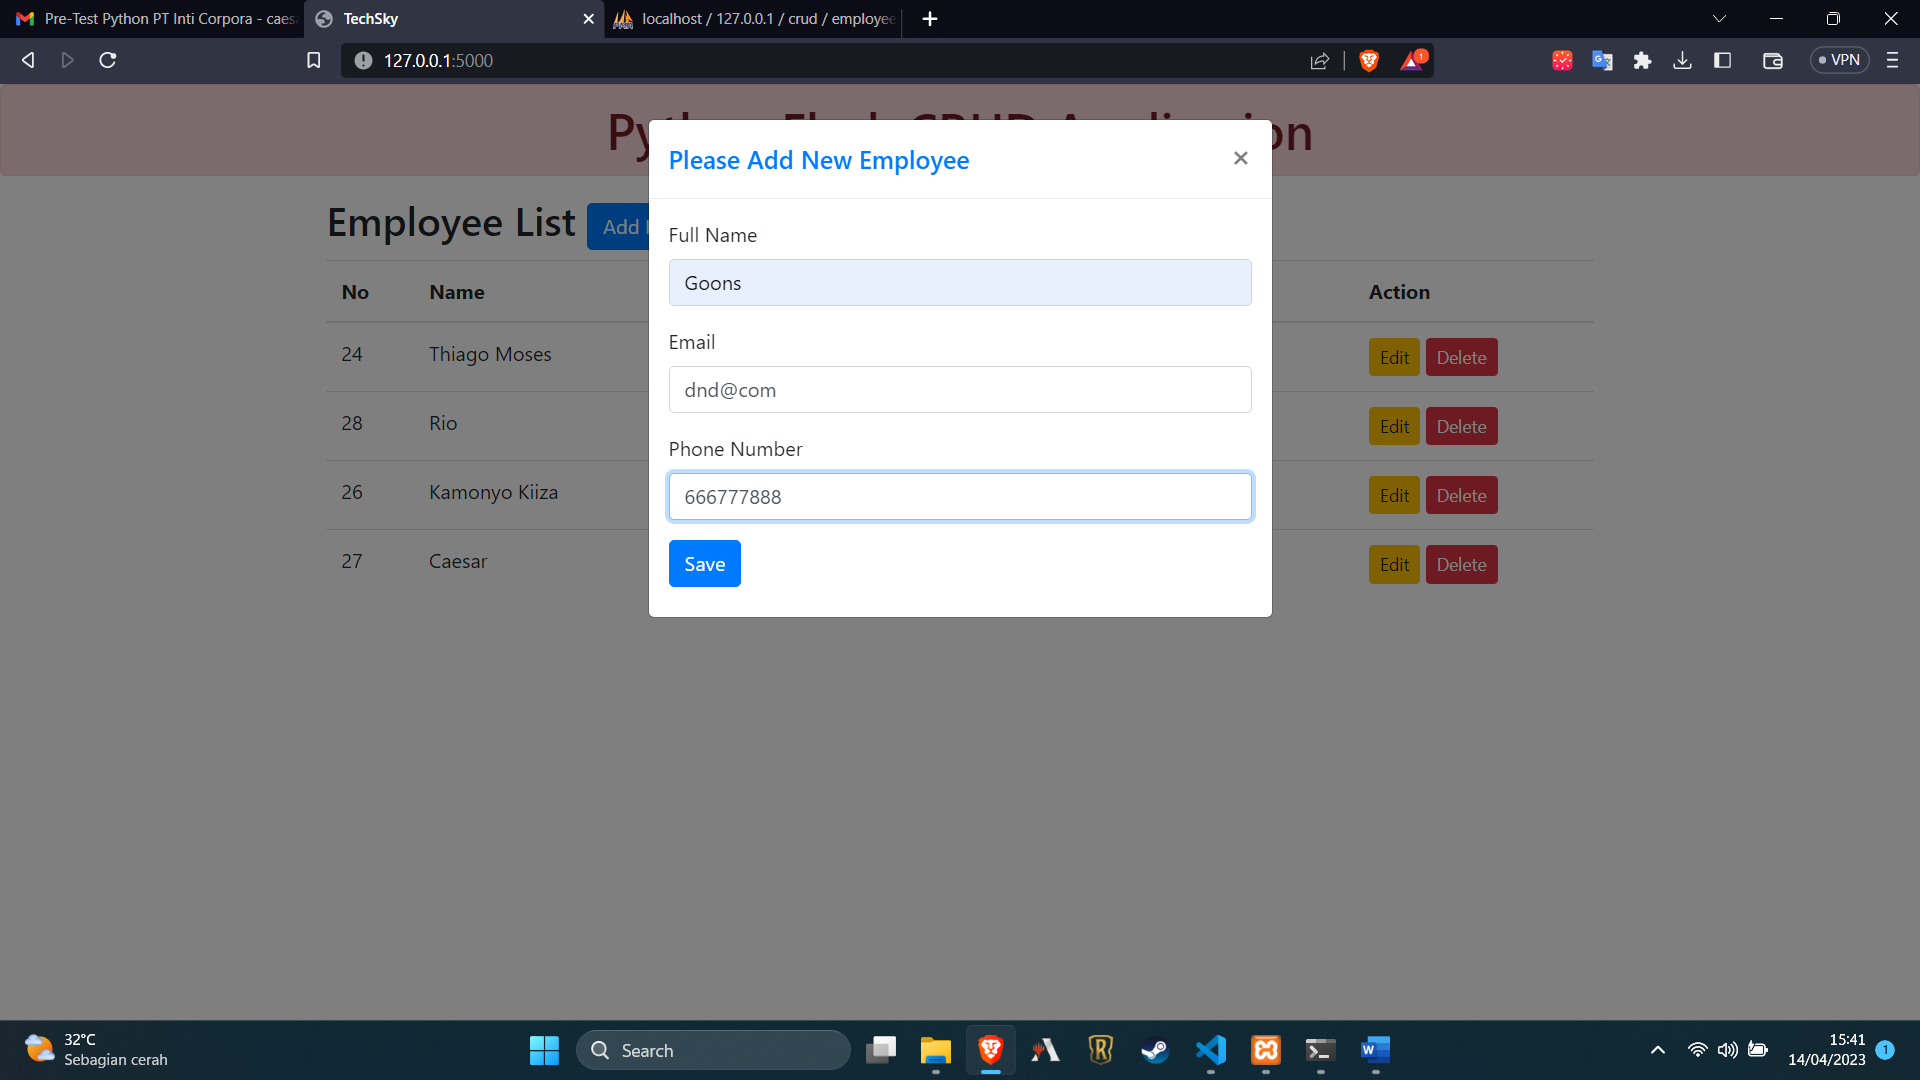 Pre-Test Python PT Inti Corpora - caes
TechSky
localhost / 127.0.0.1 / crud / employee
127.0.0.1:5000
1
VPN
Please Add New Employee
Employee List
Add
Full Name
Goons
Email
dnd@com
Phone Number
666777888
Save
No Name Action
24 Thiago Moses Edit Delete
28 Rio Edit Delete
26 Kamonyo Kiiza Edit Delete
27 Caesar Edit Delete
32°C
Sebagian cerah
Search
15:41
14/04/2023
1